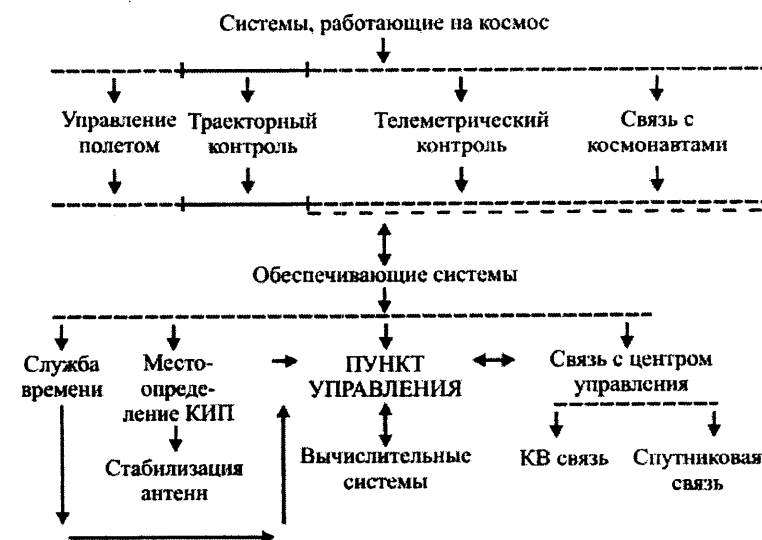 Системы, работающие на космос
Управление
полетом
Траекторный
контроль
Телеметрический
контроль
Связь с
космонавтами
Обеспечивающие системы
Служба
времени
Место-
опреде-
ление КИП
ПУНКТ
УПРАВЛЕНИЯ
Связь с центром
управления
Стабилизация
антенн
Вычислительные
системы
КВ связь
Спутниковая
связь